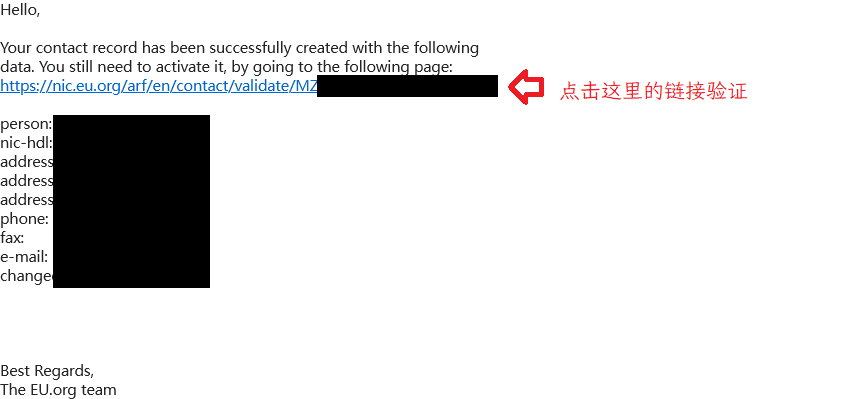 Hello,
Your contact record has been successfully created with the following
data. You still need to activate it, by going to the following page:
https://nic.eu.org/arf/en/contact/validate/MZ
点击这里的链接验证
person:
nic-hdl:
address
address
address
phone:
fax:
e-mail:
change
Best Regards,
The EU.org team